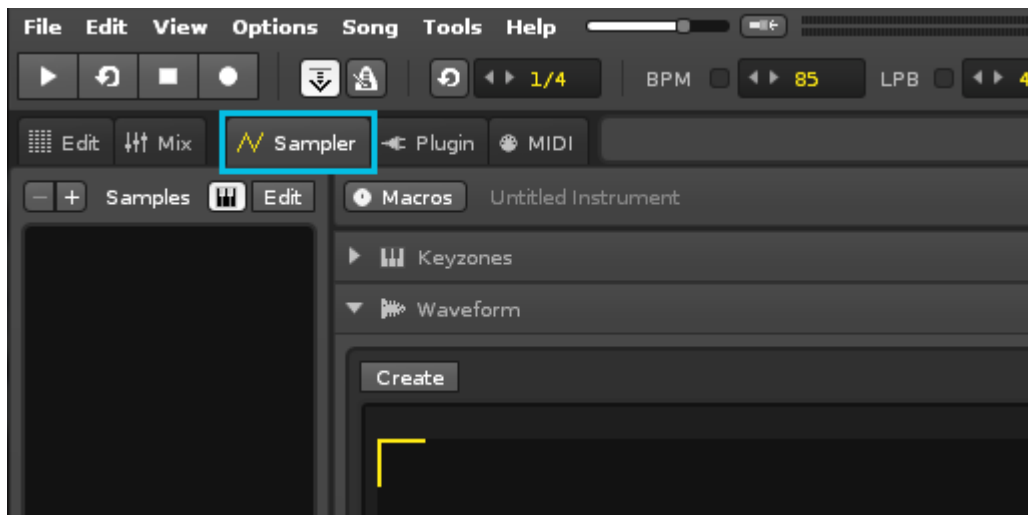 File Edit View Options Song Tools Help
1/4 BPM 85 LPB 4
Edit Mix Sampler Plugin MIDI
Samples Edit Macros Untitled Instrument
Keyzones
Waveform
Create